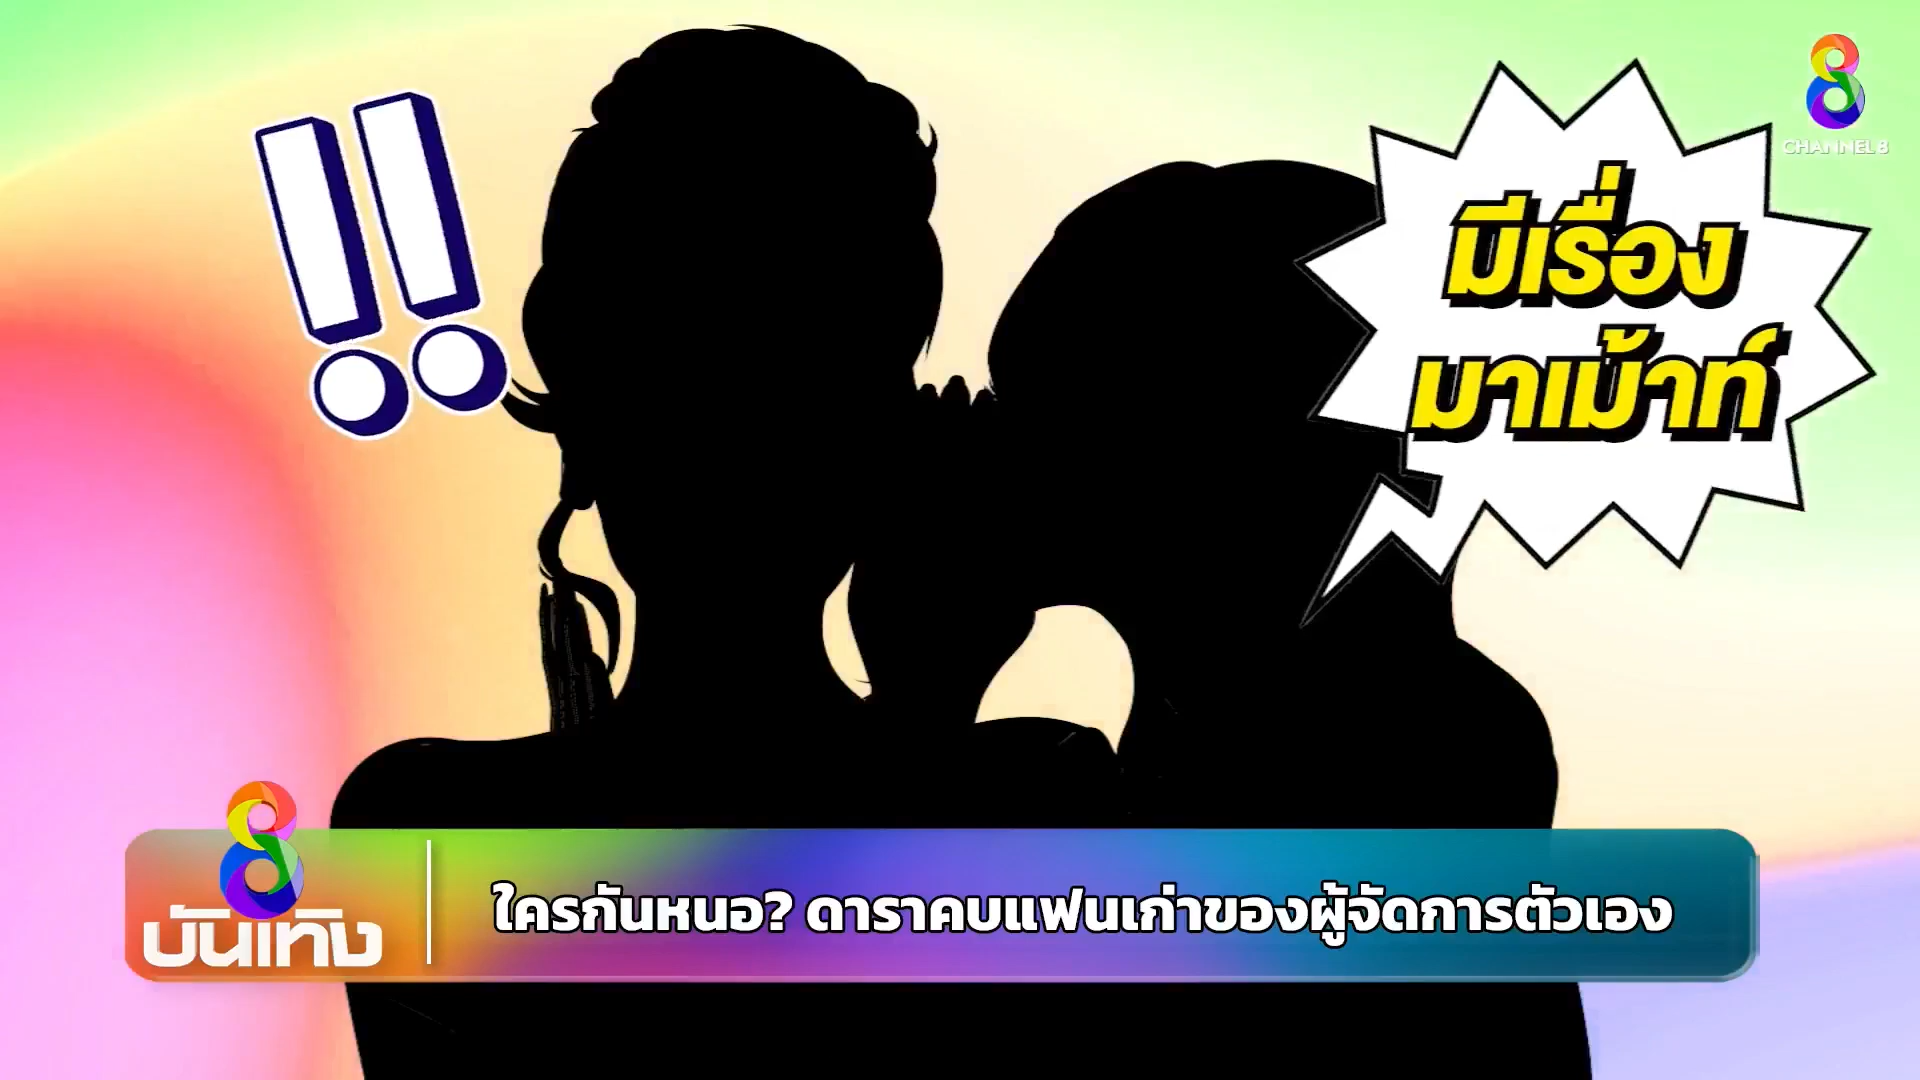 !!
CHANNEL 8
มีเรื่อง
มาเม้าท์
8
บันเทิง
ใครกันหนอ? ดาราคบแฟนเก่าของผู้จัดการตัวเอง